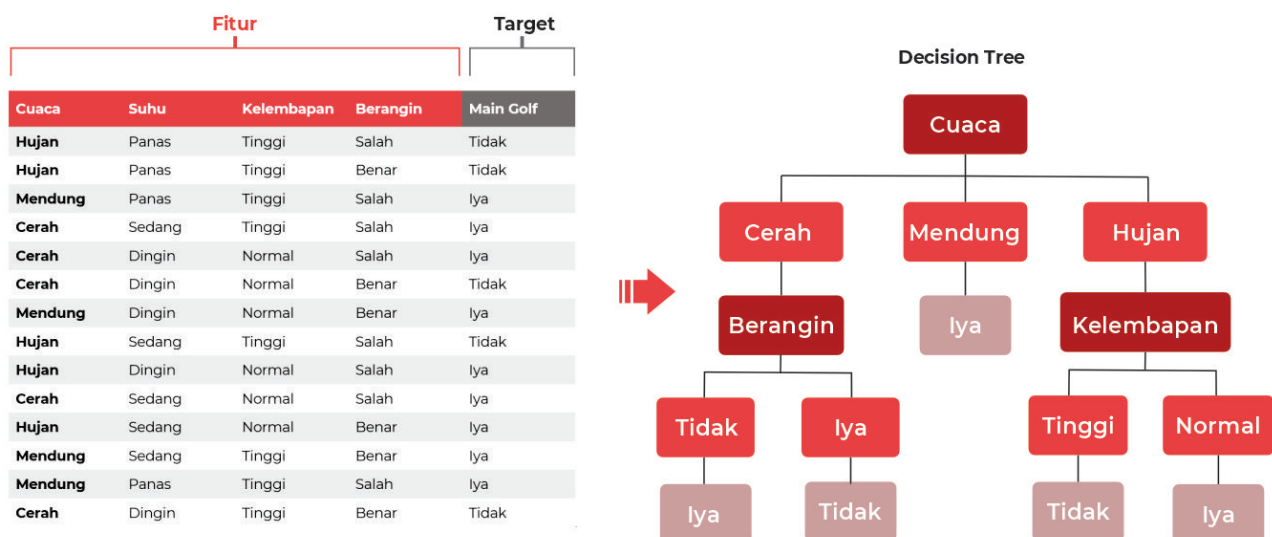 Fitur Target
Cuaca Suhu Kelembapan Berangin Main Golf
Hujan Panas Tinggi Salah Tidak
Hujan Panas Tinggi Benar Tidak
Mendung Panas Tinggi Salah Iya
Cerah Sedang Tinggi Salah Iya
Cerah Dingin Normal Salah Iya
Cerah Dingin Normal Benar Tidak
Mendung Dingin Normal Benar Iya
Hujan Sedang Tinggi Salah Tidak
Hujan Dingin Normal Salah Iya
Cerah Sedang Normal Salah Iya
Hujan Sedang Normal Benar Iya
Mendung Sedang Tinggi Benar Iya
Mendung Panas Tinggi Salah Iya
Cerah Dingin Tinggi Benar Tidak
Decision Tree
Cuaca
Cerah Mendung Hujan
Berangin Iya Kelembapan
Tidak Iya Tinggi Normal
Iya Tidak Tidak Iya